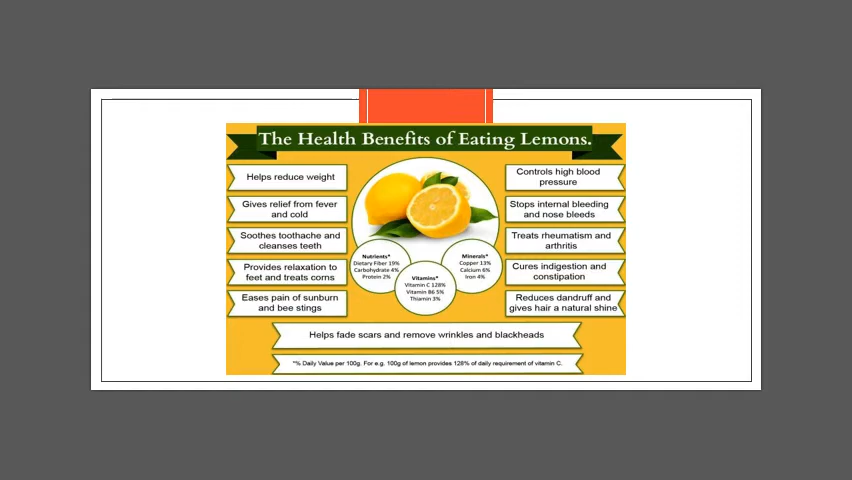 The Health Benefits of Eating Lemons.
Helps reduce weight
Gives relief from fever
and cold
Soothes toothache and
cleanses teeth
Provides relaxation to
feet and treats corns
Eases pain of sunburn
and bee stings
Nutrients*
Dietary Fiber 19%
Carbohydrate 4%
Protein 2%
Vitamins*
Vitamin C 128%
Vitamin B6 5%
Thiamin 3%
Minerals*
Copper 13%
Calcium 6%
Iron 4%
Controls high blood
pressure
Stops internal bleeding
and nose bleeds
Treats rheumatism and
arthritis
Cures indigestion and
constipation
Reduces dandruff and
gives hair a natural shine
Helps fade scars and remove wrinkles and blackheads
*% Daily Value per 100g. For e.g. 100g of lemon provides 128% of daily requirement of vitamin C.